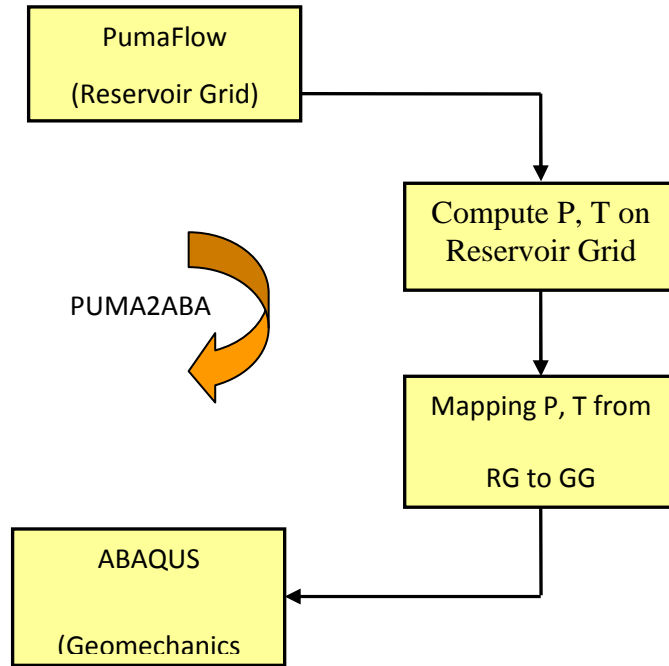 PumaFlow
(Reservoir Grid)
Compute P, T on
Reservoir Grid
PUMA2ABA
Mapping P, T from
RG to GG
ABAQUS
(Geomechanics